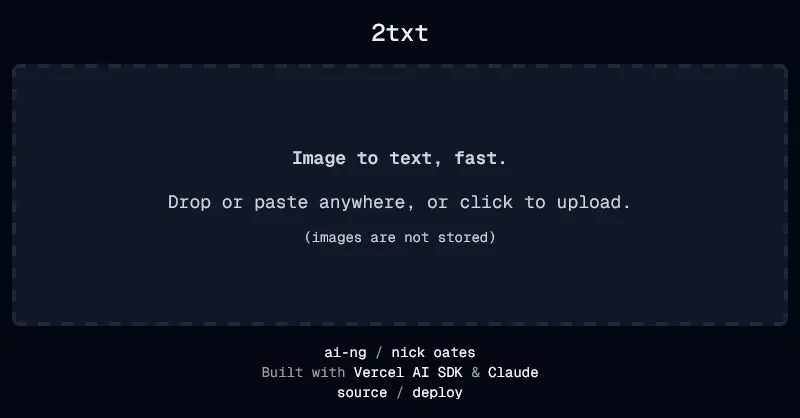 2txt
Image to text, fast.
Drop or paste anywhere, or click to upload.
(images are not stored)
ai-ng / nick oates
Built with Vercel AI SDK & Claude
source / deploy